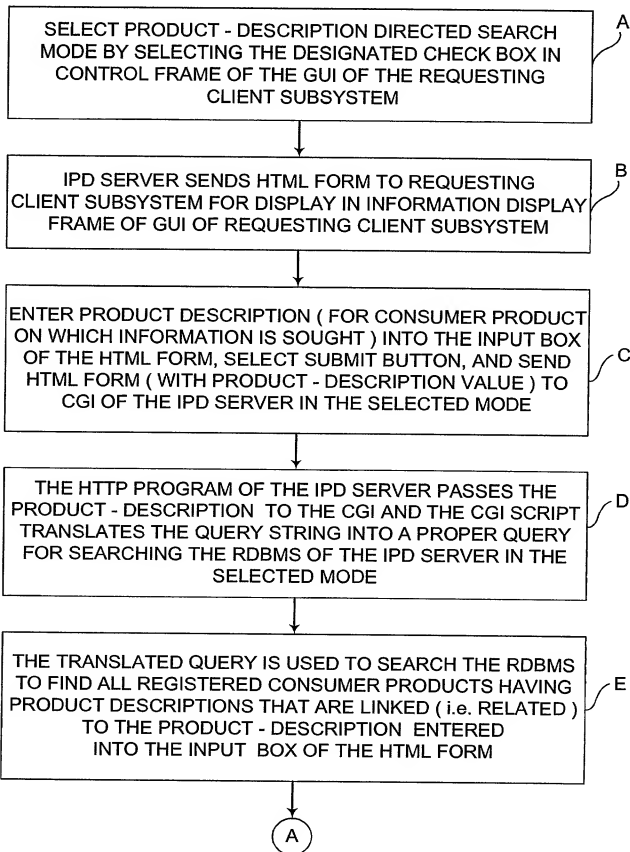 SELECT PRODUCT - DESCRIPTION DIRECTED SEARCH
MODE BY SELECTING THE DESIGNATED CHECK BOX IN
CONTROL FRAME OF THE GUI OF THE REQUESTING
CLIENT SUBSYSTEM
A
IPD SERVER SENDS HTML FORM TO REQUESTING
CLIENT SUBSYSTEM FOR DISPLAY IN INFORMATION DISPLAY
FRAME OF GUI OF REQUESTING CLIENT SUBSYSTEM
B
ENTER PRODUCT DESCRIPTION ( FOR CONSUMER PRODUCT
ON WHICH INFORMATION IS SOUGHT ) INTO THE INPUT BOX
OF THE HTML FORM, SELECT SUBMIT BUTTON, AND SEND
HTML FORM ( WITH PRODUCT - DESCRIPTION VALUE ) TO
CGI OF THE IPD SERVER IN THE SELECTED MODE
C
THE HTTP PROGRAM OF THE IPD SERVER PASSES THE
PRODUCT - DESCRIPTION TO THE CGI AND THE CGI SCRIPT
TRANSLATES THE QUERY STRING INTO A PROPER QUERY
FOR SEARCHING THE RDBMS OF THE IPD SERVER IN THE
SELECTED MODE
D
THE TRANSLATED QUERY IS USED TO SEARCH THE RDBMS
TO FIND ALL REGISTERED CONSUMER PRODUCTS HAVING
PRODUCT DESCRIPTIONS THAT ARE LINKED ( i.e. RELATED )
TO THE PRODUCT - DESCRIPTION ENTERED
INTO THE INPUT BOX OF THE HTML FORM
E
A